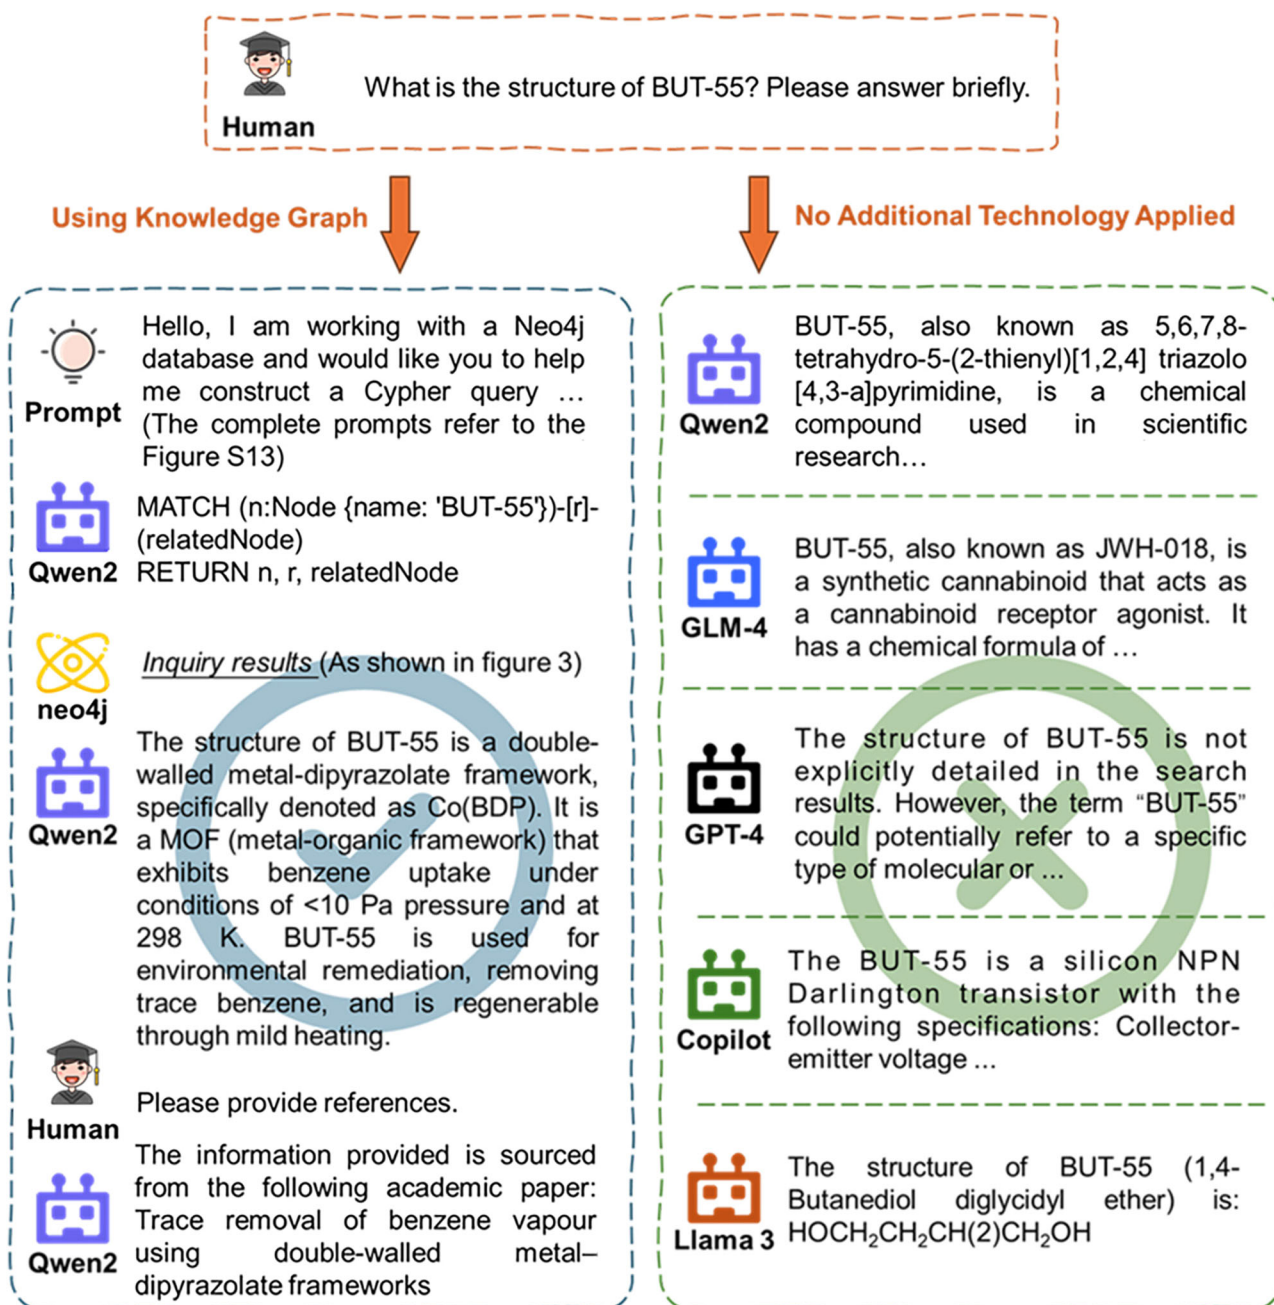 What is the structure of BUT-55? Please answer briefly.
Human
Using Knowledge Graph
No Additional Technology Applied
Hello, I am working with a Neo4j
database and would like you to help
me construct a Cypher query ...
(The complete prompts refer to the
Figure S13)
Prompt
MATCH (n:Node {name: 'BUT-55'})-[r]-
(relatedNode)
RETURN n, r, relatedNode
Qwen2
Inquiry results (As shown in figure 3)
neo4j
The structure of BUT-55 is a double-
walled metal-dipyrazolate framework,
specifically denoted as Co(BDP). It is
a MOF (metal-organic framework) that
exhibits benzene uptake under
conditions of <10 Pa pressure and at
298 K. BUT-55 is used for
environmental remediation, removing
trace benzene, and is regenerable
through mild heating.
Qwen2
Please provide references.
Human
The information provided is sourced
from the following academic paper:
Trace removal of benzene vapour
using double-walled metal–
dipyrazolate frameworks
Qwen2
BUT-55, also known as 5,6,7,8-
tetrahydro-5-(2-thienyl)[1,2,4] triazolo
[4,3-a]pyrimidine, is a chemical
compound used in scientific
research...
Qwen2
BUT-55, also known as JWH-018, is
a synthetic cannabinoid that acts as
a cannabinoid receptor agonist. It
has a chemical formula of ...
GLM-4
The structure of BUT-55 is not
explicitly detailed in the search
results. However, the term “BUT-55”
could potentially refer to a specific
type of molecular or ...
GPT-4
The BUT-55 is a silicon NPN
Darlington transistor with the
following specifications: Collector-
emitter voltage ...
Copilot
The structure of BUT-55 (1,4-
Butanediol diglycidyl ether) is:
HOCH₂CH₂CH(2)CH₂OH
Llama 3